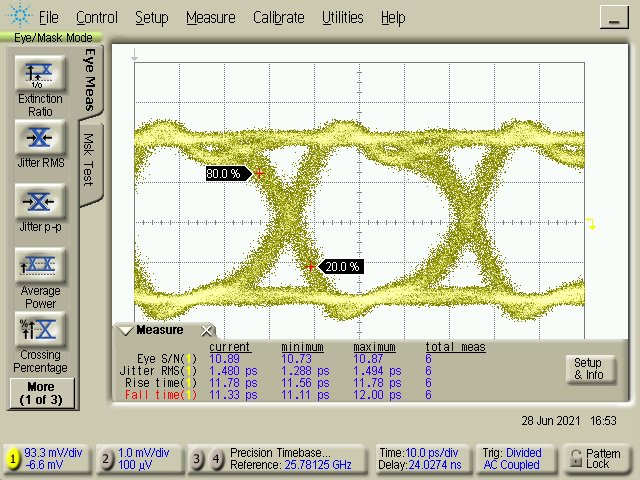 File Control Setup Measure Calibrate Utilities Help
Eye/Mask Mode
Eye Meas
Msk Test
Extinction
Ratio
Jitter RMS
Jitter p-p
Average
Power
Crossing
Percentage
More
(1 of 3)
80.0 %
20.0 %
Measure
current minimum maximum total meas
Eye S/N(1) 10.89 10.73 10.87 6
Jitter RMS(1) 1.480 ps 1.288 ps 1.494 ps 6
Rise time(1) 11.78 ps 11.56 ps 11.78 ps 6
Fall time(1) 11.33 ps 11.11 ps 12.00 ps 6
Setup
& Info
28 Jun 2021 16:53
1 93.3 mV/div
-6.6 mV
2 1.0 mV/div
100 µV
3 4
Precision Timebase...
Reference: 25.78125 GHz
Time:10.0 ps/div
Delay:24.0274 ns
Trig: Divided
AC Coupled
Pattern
Lock